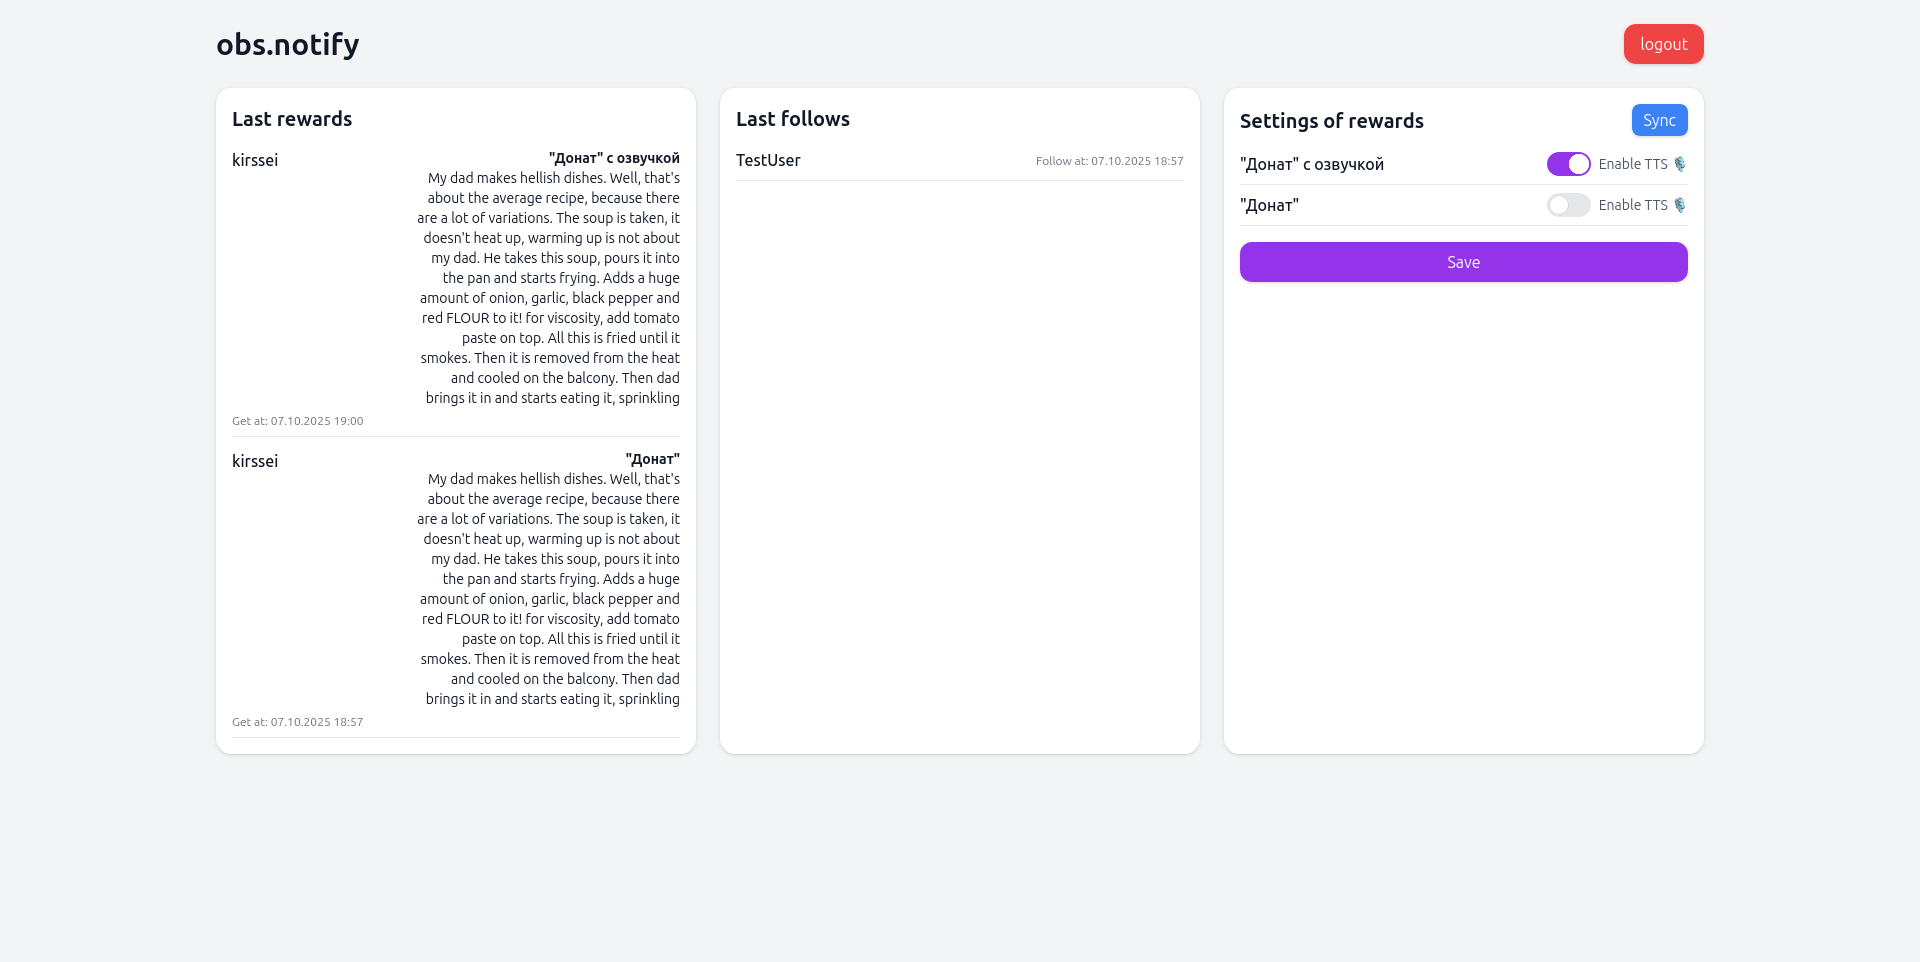 obs.notify
logout
Last rewards
kirssei
"Донат" с озвучкой
My dad makes hellish dishes. Well, that's
about the average recipe, because there
are a lot of variations. The soup is taken, it
doesn't heat up, warming up is not about
my dad. He takes this soup, pours it into
the pan and starts frying. Adds a huge
amount of onion, garlic, black pepper and
red FLOUR to it! for viscosity, add tomato
paste on top. All this is fried until it
smokes. Then it is removed from the heat
and cooled on the balcony. Then dad
brings it in and starts eating it, sprinkling
Get at: 07.10.2025 19:00
kirssei
"Донат"
My dad makes hellish dishes. Well, that's
about the average recipe, because there
are a lot of variations. The soup is taken, it
doesn't heat up, warming up is not about
my dad. He takes this soup, pours it into
the pan and starts frying. Adds a huge
amount of onion, garlic, black pepper and
red FLOUR to it! for viscosity, add tomato
paste on top. All this is fried until it
smokes. Then it is removed from the heat
and cooled on the balcony. Then dad
brings it in and starts eating it, sprinkling
Get at: 07.10.2025 18:57
Last follows
TestUser
Follow at: 07.10.2025 18:57
Settings of rewards
Sync
"Донат" с озвучкой
Enable TTS 🎙️
"Донат"
Enable TTS 🎙️
Save